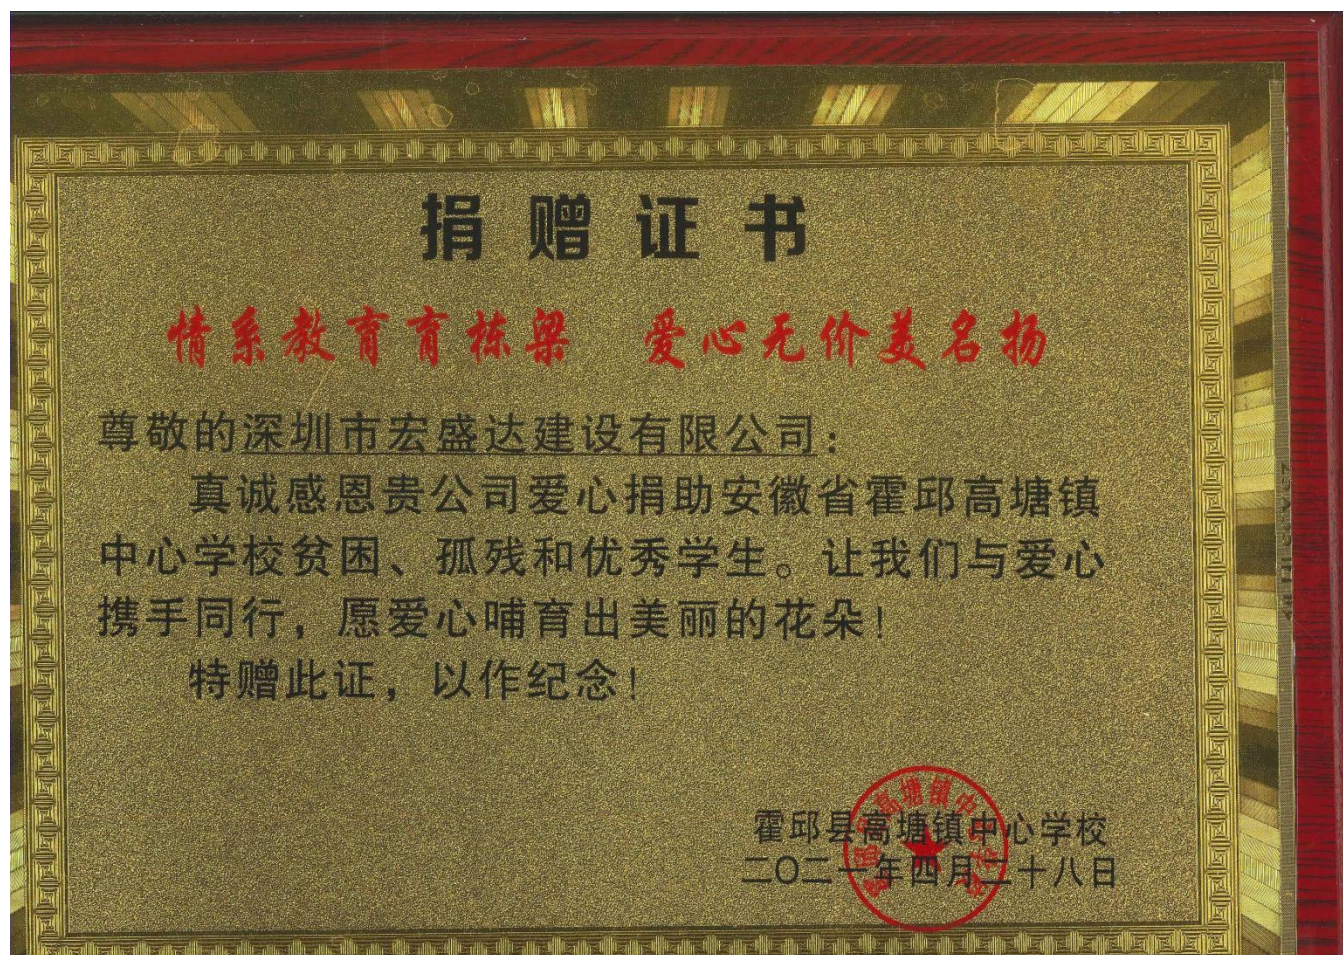 捐赠证书
情系教育育栋梁 爱心无价美名扬
尊敬的深圳市宏盛达建设有限公司：
真诚感恩贵公司爱心捐助安徽省霍邱高塘镇
中心学校贫困、孤残和优秀学生。让我们与爱心
携手同行，愿爱心哺育出美丽的花朵！
特赠此证，以作纪念！
霍邱县高塘镇中心学校
二〇二一年四月二十八日